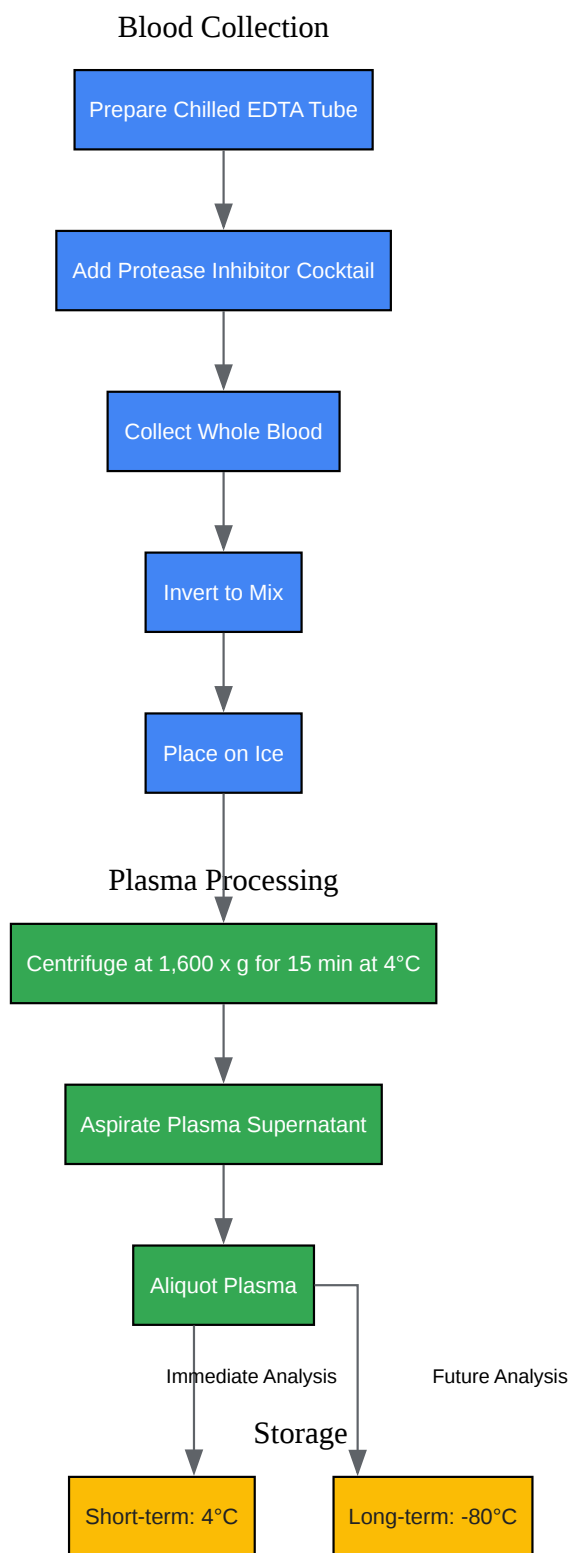 Blood Collection
Prepare Chilled EDTA Tube
Add Protease Inhibitor Cocktail
Collect Whole Blood
Invert to Mix
Place on Ice
Plasma Processing
Centrifuge at 1,600 x g for 15 min at 4°C
Aspirate Plasma Supernatant
Aliquot Plasma
Immediate Analysis
Future Analysis
Storage
Short-term: 4°C
Long-term: -80°C